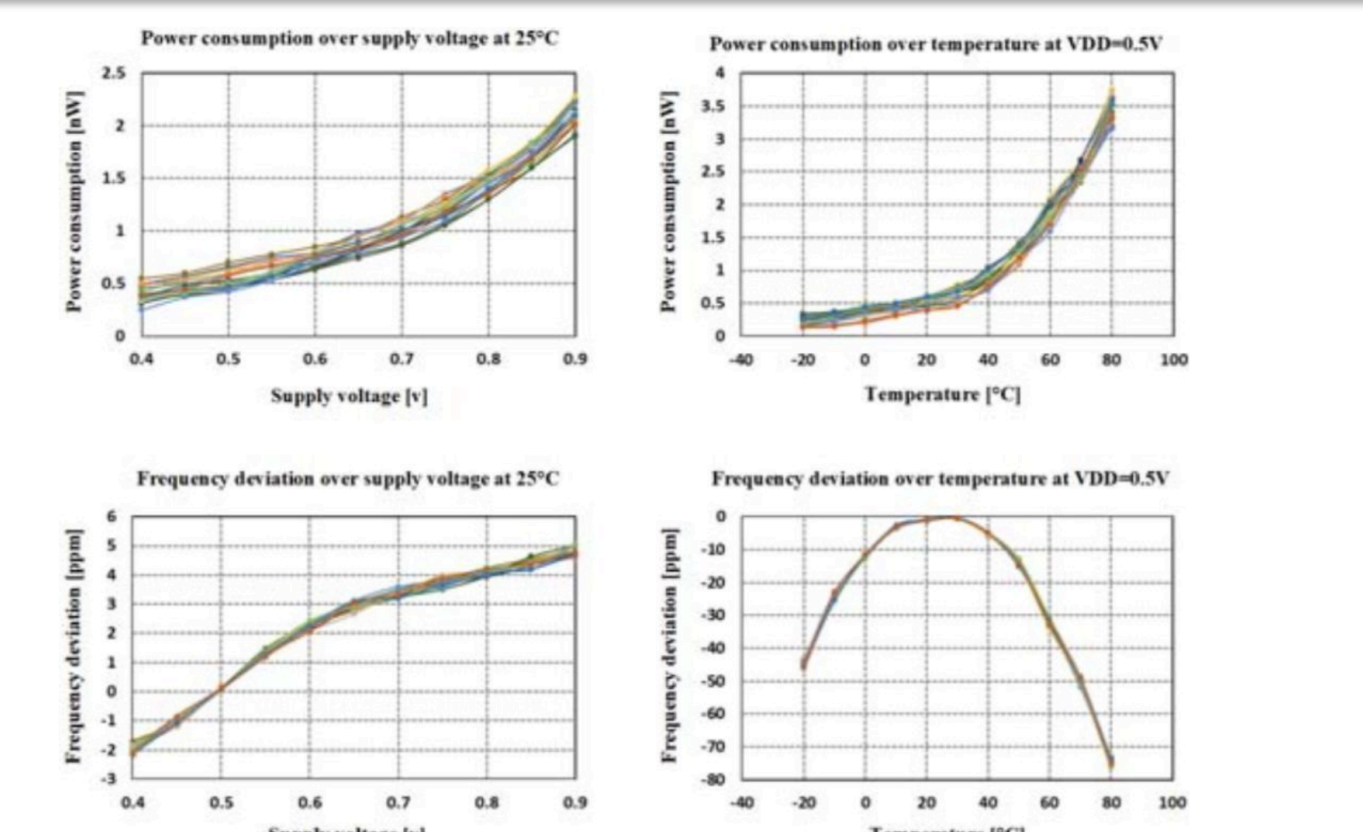 Power consumption over supply voltage at 25°C
Power consumption [nW]
2.5
2
1.5
1
0.5
0
0.4 0.5 0.6 0.7 0.8 0.9
Supply voltage [v]
Power consumption over temperature at VDD=0.5V
Power consumption [nW]
4
3.5
3
2.5
2
1.5
1
0.5
0
-40 -20 0 20 40 60 80 100
Temperature [°C]
Frequency deviation over supply voltage at 25°C
Frequency deviation [ppm]
6
5
4
3
2
1
0
-1
-2
-3
0.4 0.5 0.6 0.7 0.8 0.9
Supply voltage [v]
Frequency deviation over temperature at VDD=0.5V
Frequency deviation [ppm]
0
-10
-20
-30
-40
-50
-60
-70
-80
-40 -20 0 20 40 60 80 100
Temperature [°C]